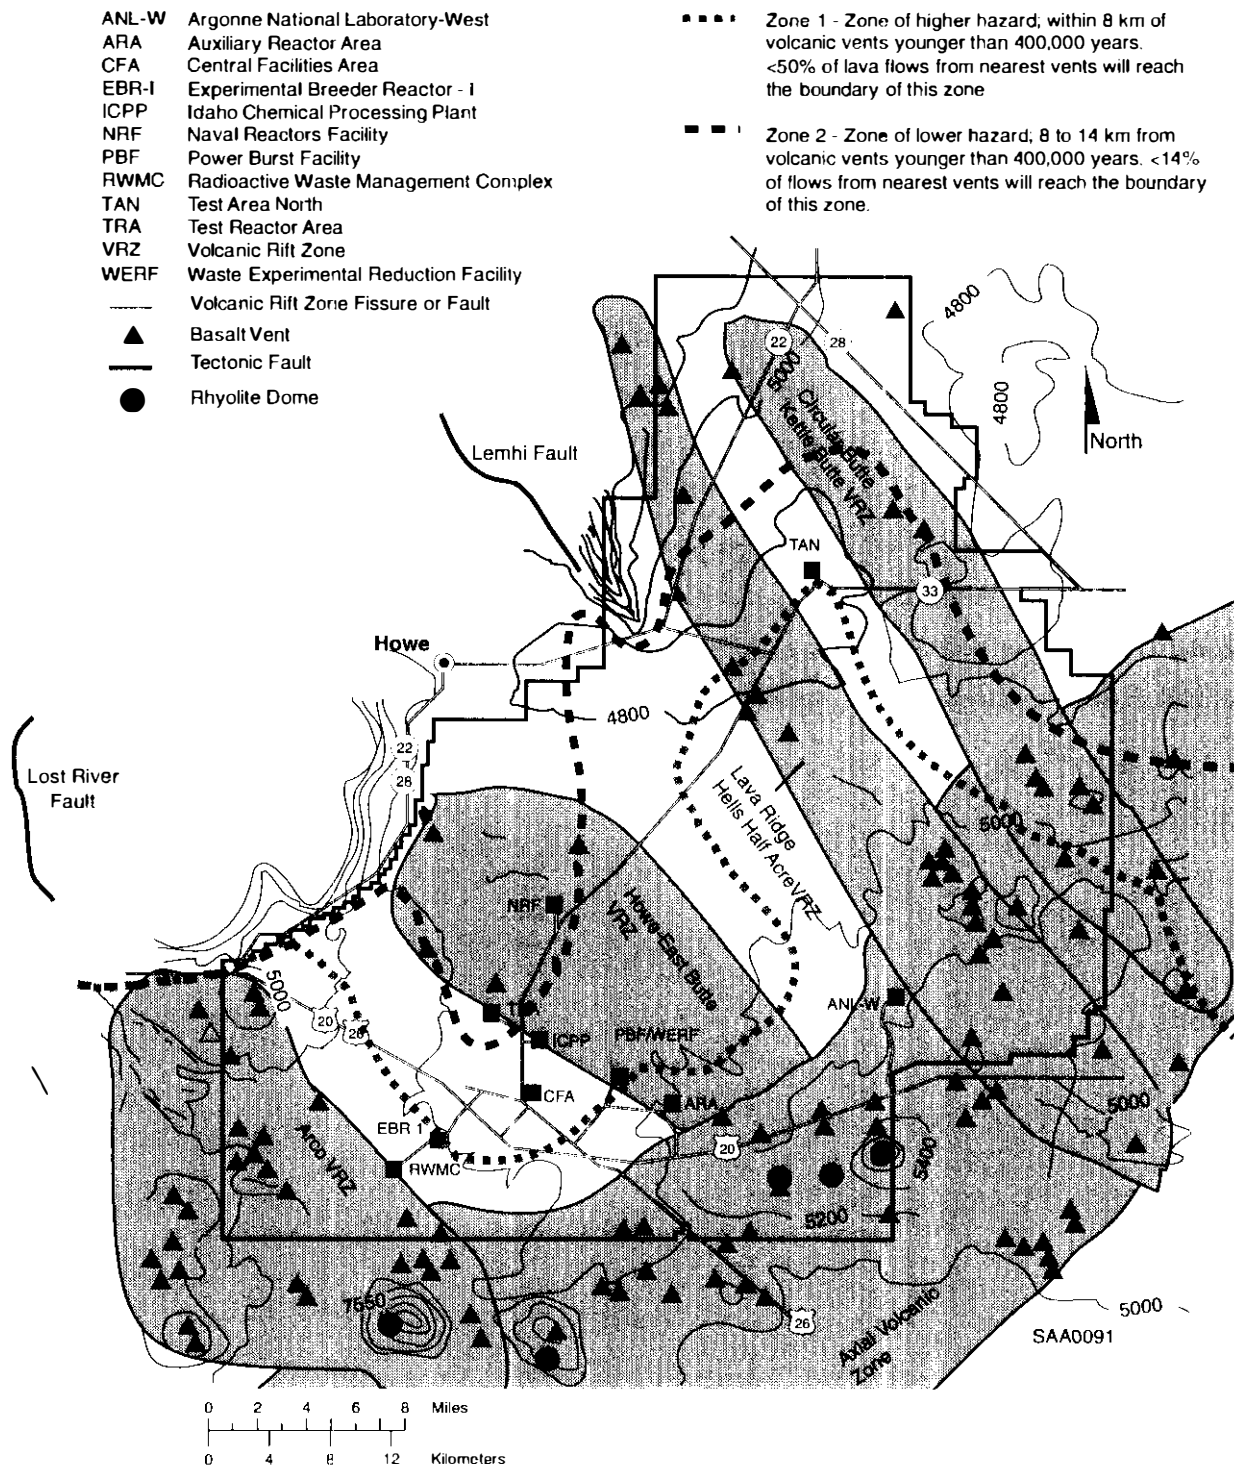 ANL-W Argonne National Laboratory-West
ARA Auxiliary Reactor Area
CFA Central Facilities Area
EBR-I Experimental Breeder Reactor - I
ICPP Idaho Chemical Processing Plant
NRF Naval Reactors Facility
PBF Power Burst Facility
RWMC Radioactive Waste Management Complex
TAN Test Area North
TRA Test Reactor Area
VRZ Volcanic Rift Zone
WERF Waste Experimental Reduction Facility
Volcanic Rift Zone Fissure or Fault
Basalt Vent
Tectonic Fault
Rhyolite Dome
Zone 1 - Zone of higher hazard; within 8 km of
volcanic vents younger than 400,000 years.
<50% of lava flows from nearest vents will reach
the boundary of this zone
Zone 2 - Zone of lower hazard; 8 to 14 km from
volcanic vents younger than 400,000 years. <14%
of flows from nearest vents will reach the boundary
of this zone.
4800
22
28
5000
4800
North
Circular Butte
Kettle Butte VRZ
Lemhi Fault
TAN
33
Howe
4800
22
28
Lost River
Fault
Lava Ridge
Hells Half Acre VRZ
5000
NRF
Howe-East Butte
VRZ
5000
20
26
ANL-W
ICPP
PBF/WERF
CFA
ARA
EBR 1
RWMC
Arco VRZ
20
5400
5000
5200
7550
26
5000
SAA0091
Axial Volcanic
Zone
0 2 4 6 8 Miles
0 4 8 12 Kilometers